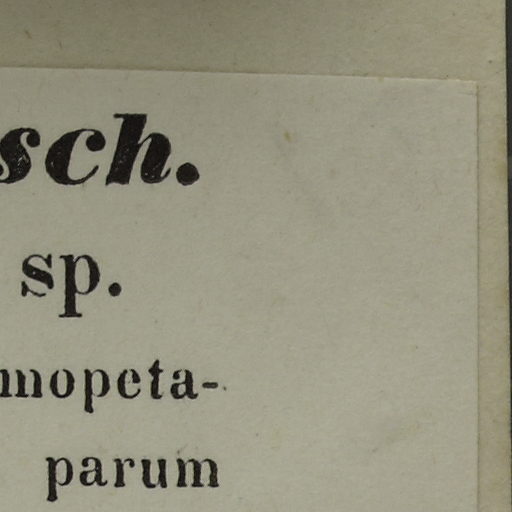 sch.
sp.
mopeta-
parum